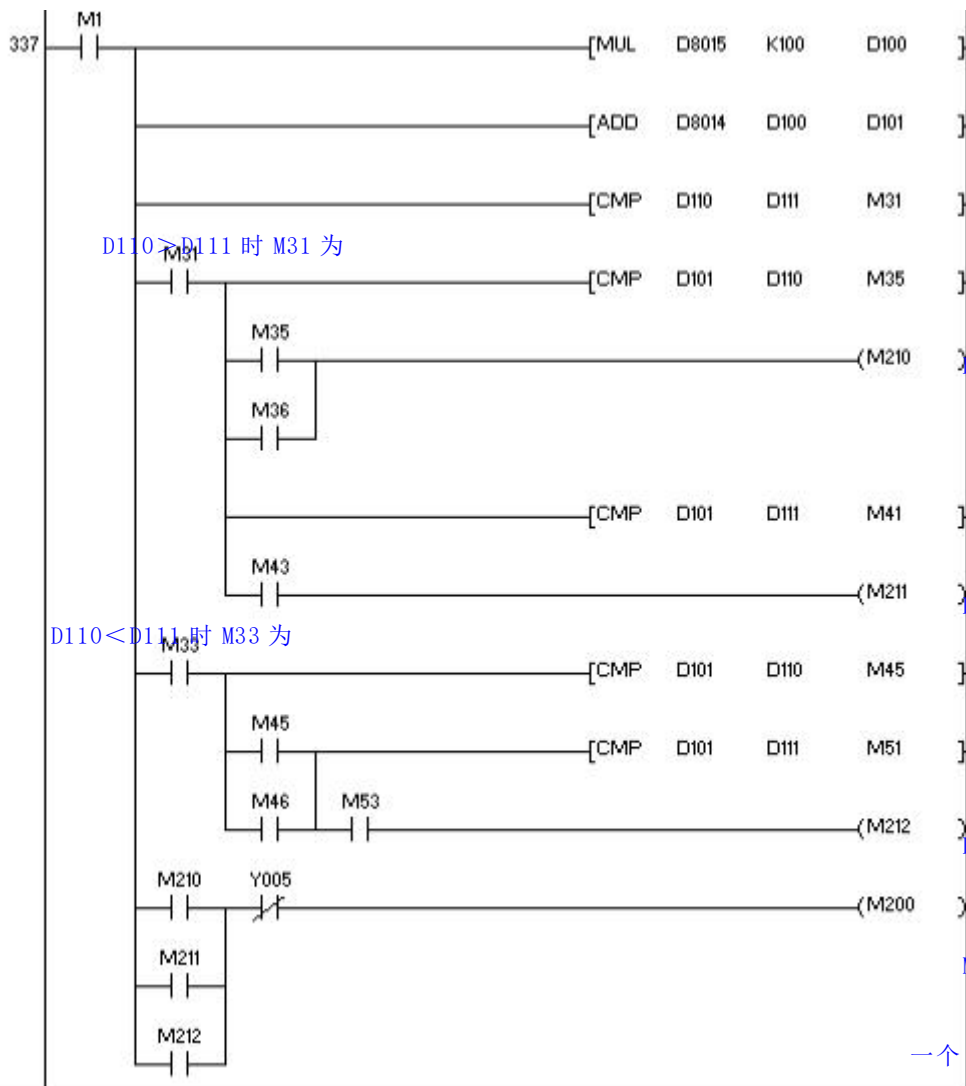 M1
337 [MUL D8015 K100 D100 ]
[ADD D8014 D100 D101 ]
[CMP D110 D111 M31 ]
D110＞D111 时 M31 为
M31
[CMP D101 D110 M35 ]
M35
(M210 )
M36
[CMP D101 D111 M41 ]
M43
(M211 )
D110＜D111 时 M33 为
M33
[CMP D101 D110 M45 ]
M45
[CMP D101 D111 M51 ]
M46 M53
(M212 )
M210 Y005
(M200 )
M211
M212
一个